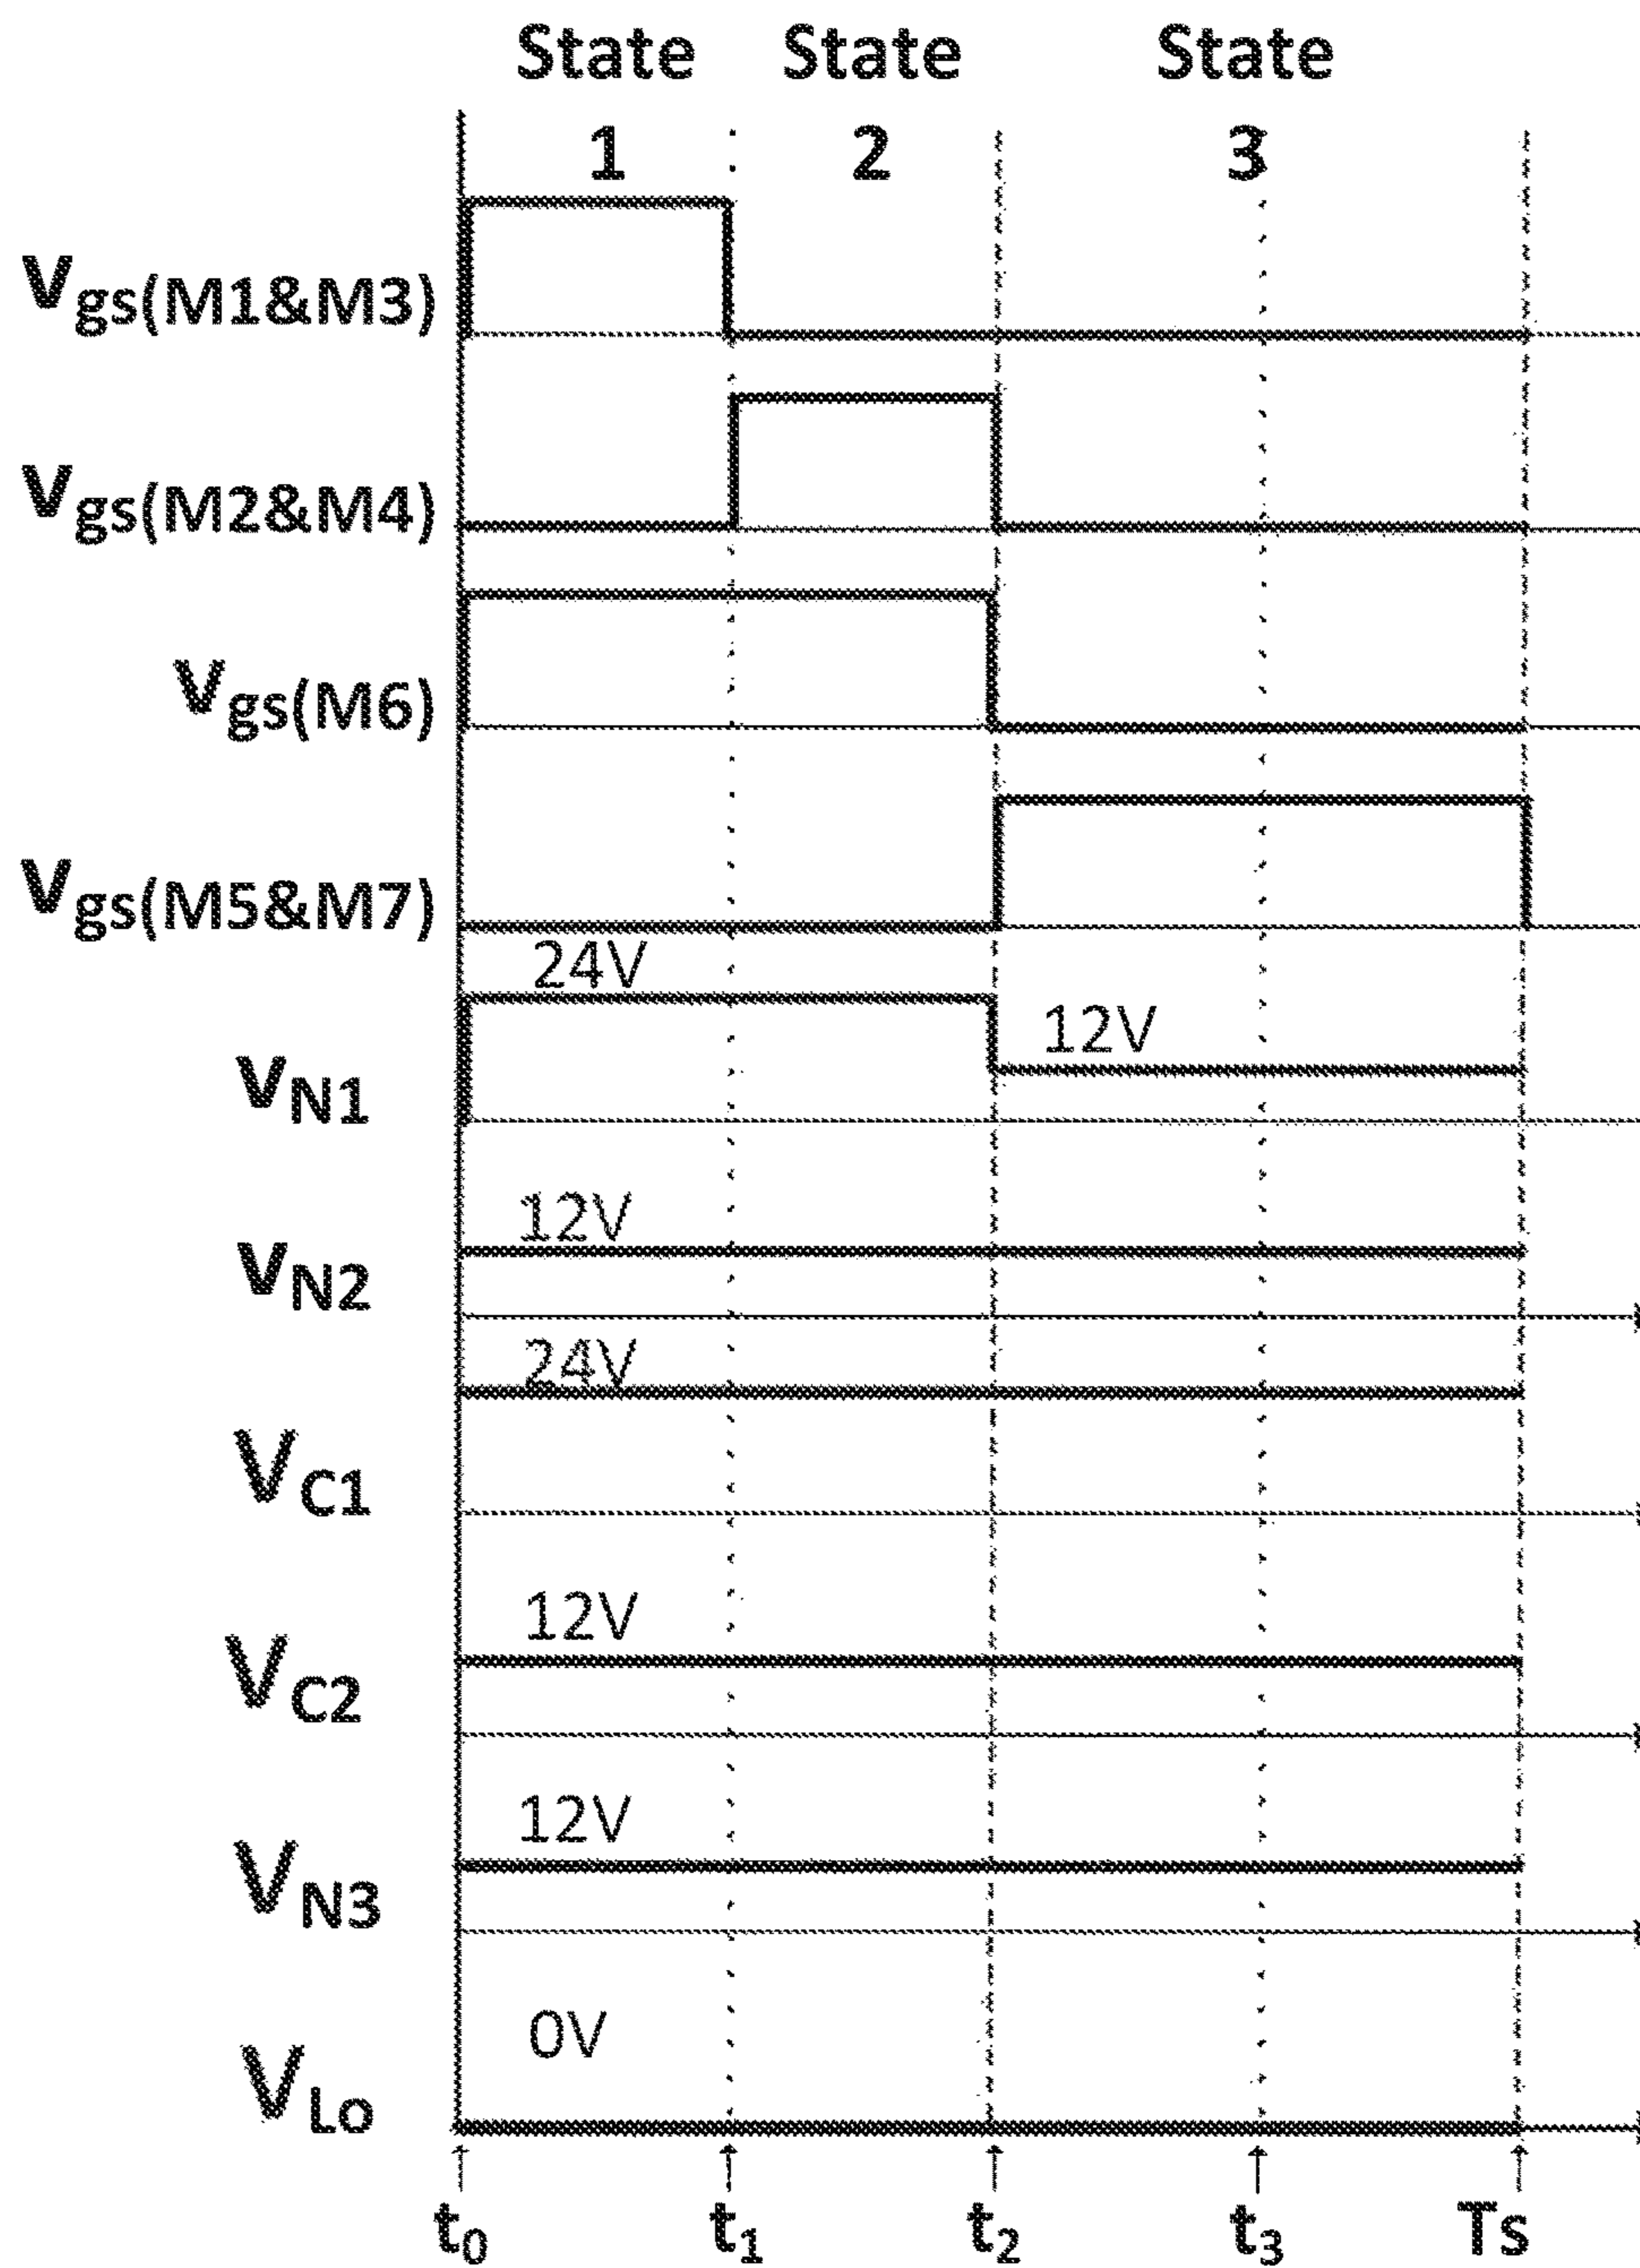 State State State
1 2 3
Vgs(M1&M3)
Vgs(M2&M4)
Vgs(M6)
Vgs(M5&M7)
24V
12V
VN1
12V
VN2
24V
VC1
12V
VC2
12V
VN3
0V
VLo
t0 t1 t2 t3 Ts